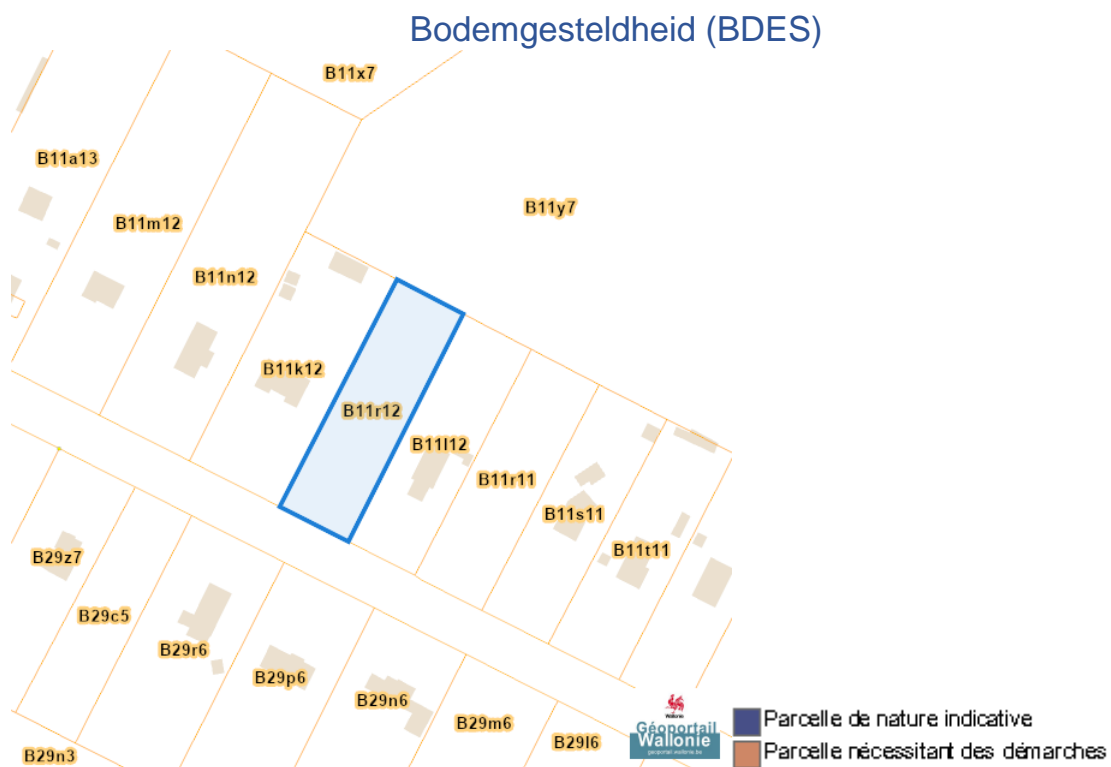 Bodemgesteldheid (BDES)
B11x7
B11a13
B11y7
B11m12
B11n12
B11k12
B11r12
B11l12
B11r11
B11s11
B11t11
B29z7
B29c5
B29r6
B29p6
B29n6
B29m6
B29l6
B29n3
Wallonie
Géoportail
Wallonie
geoportail.wallonie.be
Parcelle de nature indicative
Parcelle nécessitant des démarches